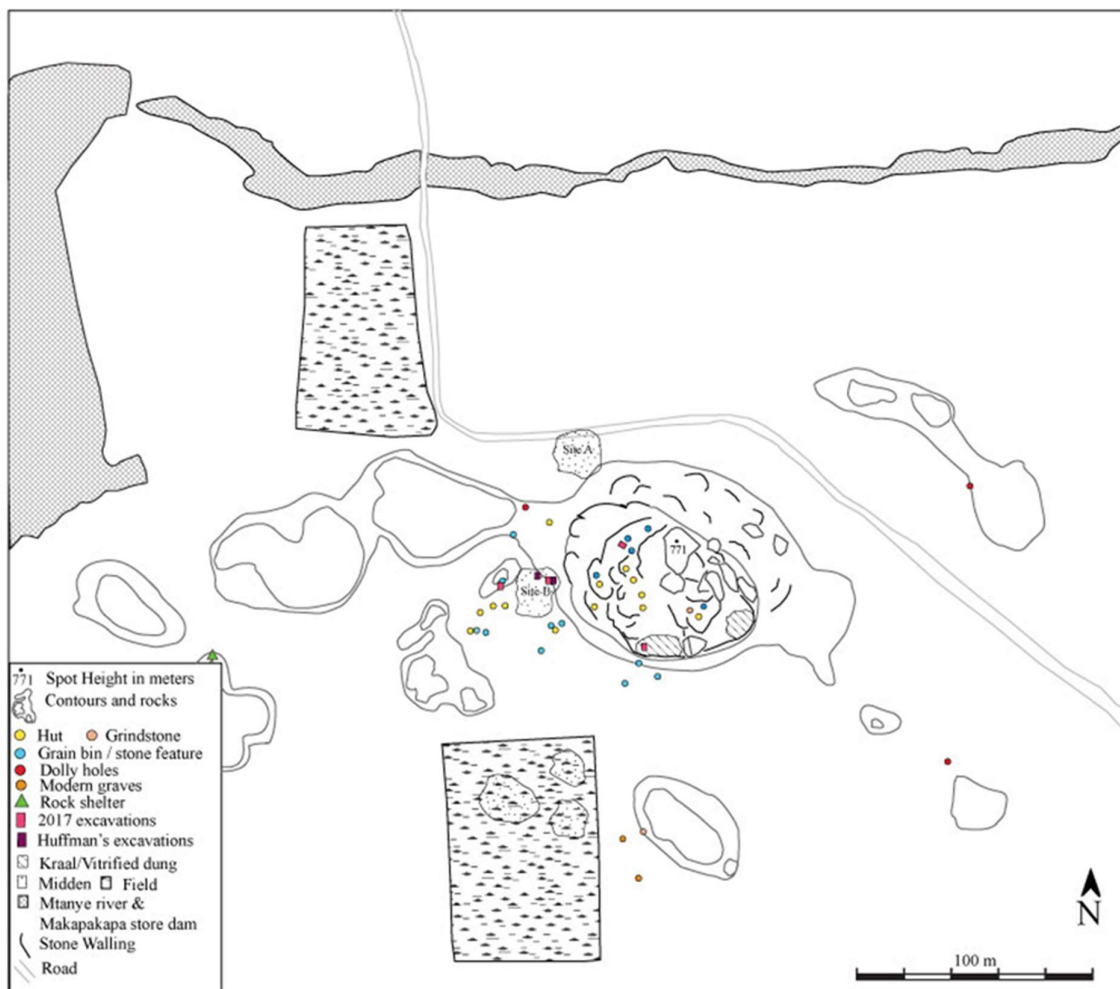 Site A
771
Site B
771 Spot Height in meters
Contours and rocks
Hut Grindstone
Grain bin / stone feature
Dolly holes
Modern graves
Rock shelter
2017 excavations
Huffman's excavations
Kraal/Vitrified dung
Midden Field
Mtanye river &
Makapakapa store dam
Stone Walling
Road
N
100 m